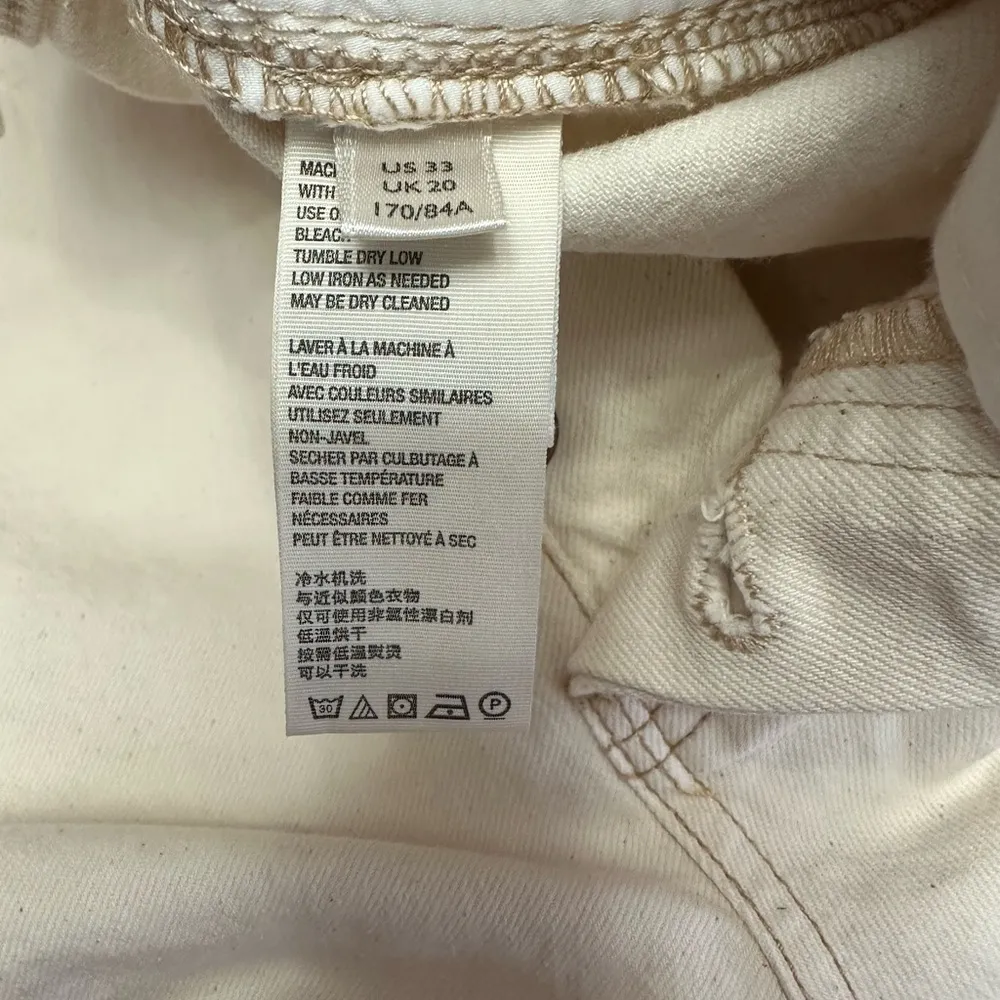 US 33
UK 20
170/84A
WITH
USE
TUMBLE DRY LOW
LOW IRON AS NEEDED
MAY BE DRY CLEANED
LAVER À LA MACHINE À
L'EAU FROID
AVEC COULEURS SIMILAIRES
UTILISEZ SEULEMENT
NON-JAVEL
SECHER PAR CULBUTAGE À
BASSE TEMPÉRATURE
FAIBLE COMME FER
NÉCESSAIRES
PEUT ÊTRE NETTOYÉ À SEC
冷水机洗
与近似颜色衣物
仅可使用非氯性漂白剂
低温烘干
按需低温熨烫
可以干洗
30 P